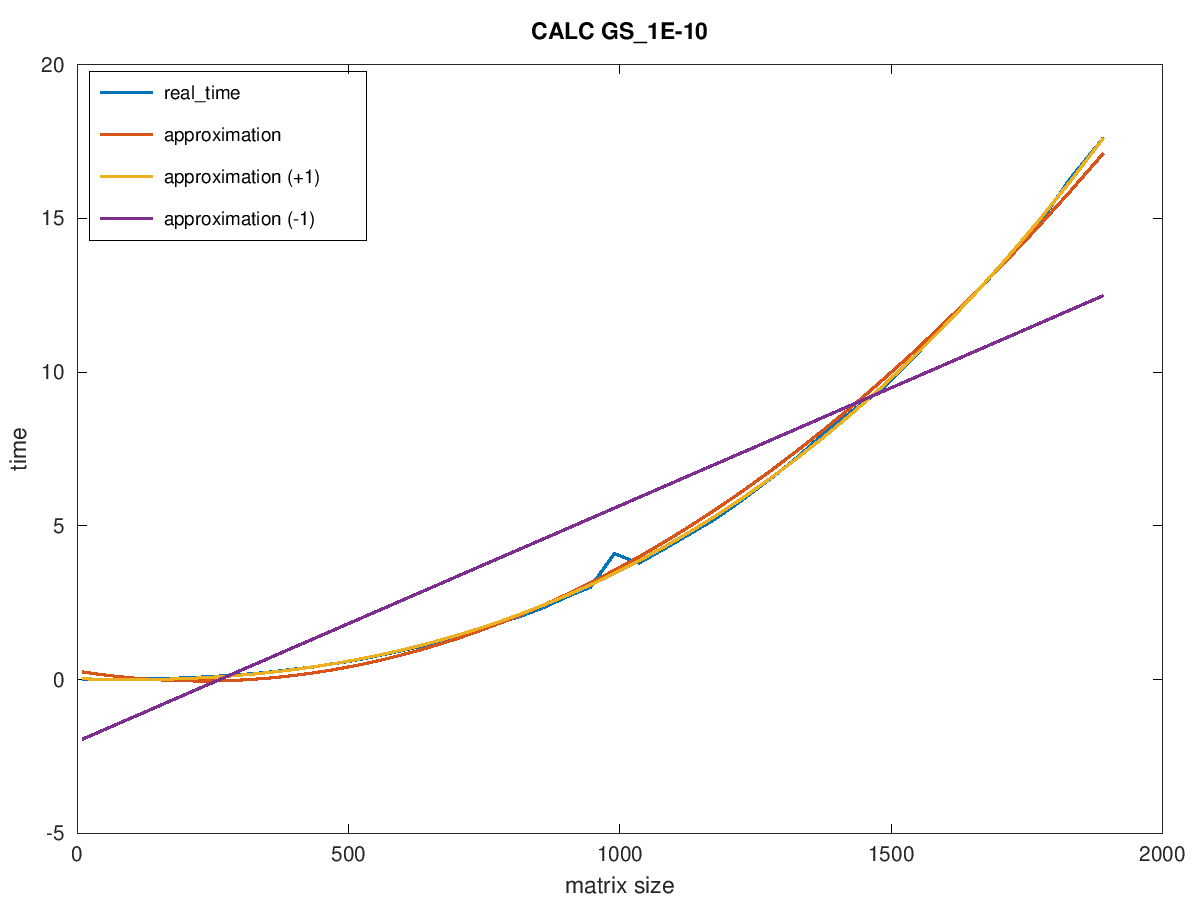 CALC GS_1E-10
20
15
10
5
0
-5
real_time
approximation
approximation (+1)
approximation (-1)
time
0 500 1000 1500 2000
matrix size